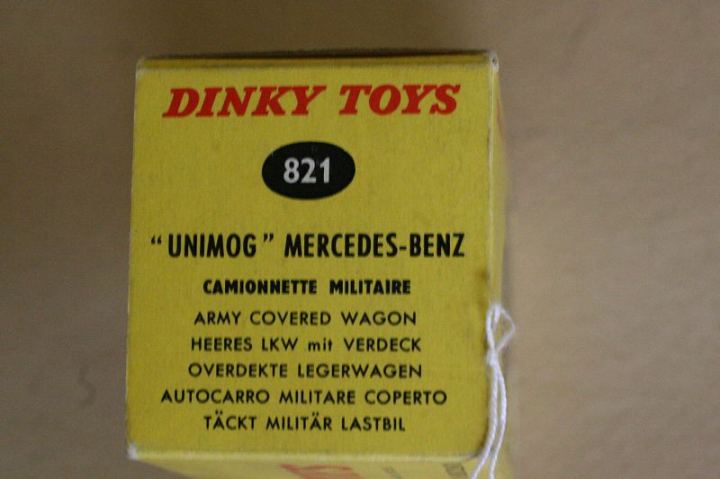 DINKY TOYS
821
"UNIMOG" MERCEDES-BENZ
CAMIONNETTE MILITAIRE
ARMY COVERED WAGON
HEERES LKW mit VERDECK
OVERDEKTE LEGERWAGEN
AUTOCARRO MILITARE COPERTO
TÄCKT MILITÄR LASTBIL